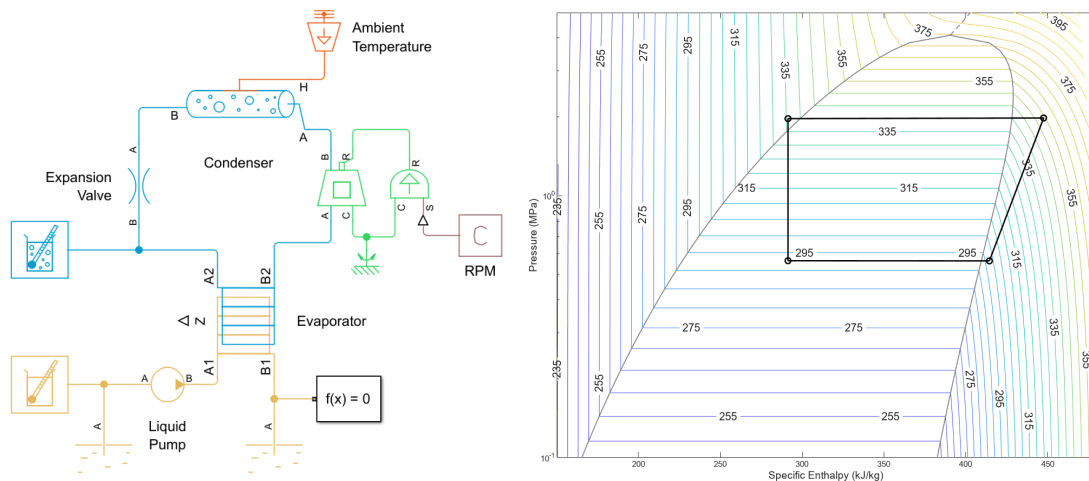 Ambient
Temperature
H
B
A
A
Condenser
B
R
R
Expansion
Valve
B
A
C
C
S
C
RPM
A2
B2
Z
Evaporator
A1
B1
A
B
f(x) = 0
A
Liquid
Pump
A
375
395
255
275
295
315
335
355
355
375
335
335
315
315
355
10⁰
235
255
275
295
295
295
315
335
275
275
235
255
275
295
315
335
355
375
255
255
10⁻¹
200
250
300
350
400
450
Pressure (MPa)
Specific Enthalpy (kJ/kg)